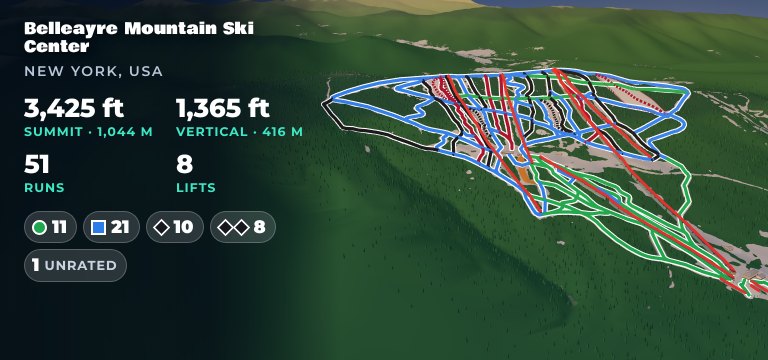 Belleayre Mountain Ski
Center
NEW YORK, USA
3,425 ft
1,365 ft
SUMMIT · 1,044 M
VERTICAL · 416 M
51
8
RUNS
LIFTS
11
21
10
8
1 UNRATED